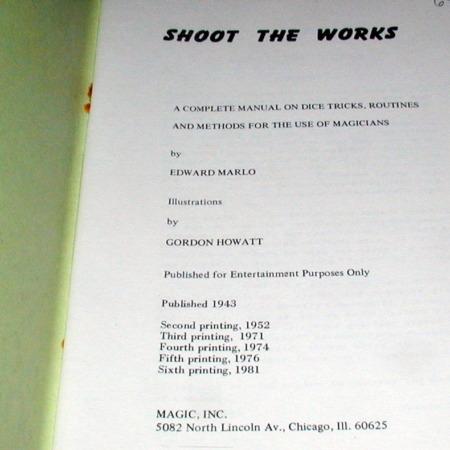 SHOOT THE WORKS
A COMPLETE MANUAL ON DICE TRICKS, ROUTINES
AND METHODS FOR THE USE OF MAGICIANS
by
EDWARD MARLO
Illustrations
by
GORDON HOWATT
Published for Entertainment Purposes Only
Published 1943
Second printing, 1952
Third printing, 1971
Fourth printing, 1974
Fifth printing, 1976
Sixth printing, 1981
MAGIC, INC.
5082 North Lincoln Av., Chicago, Ill. 60625